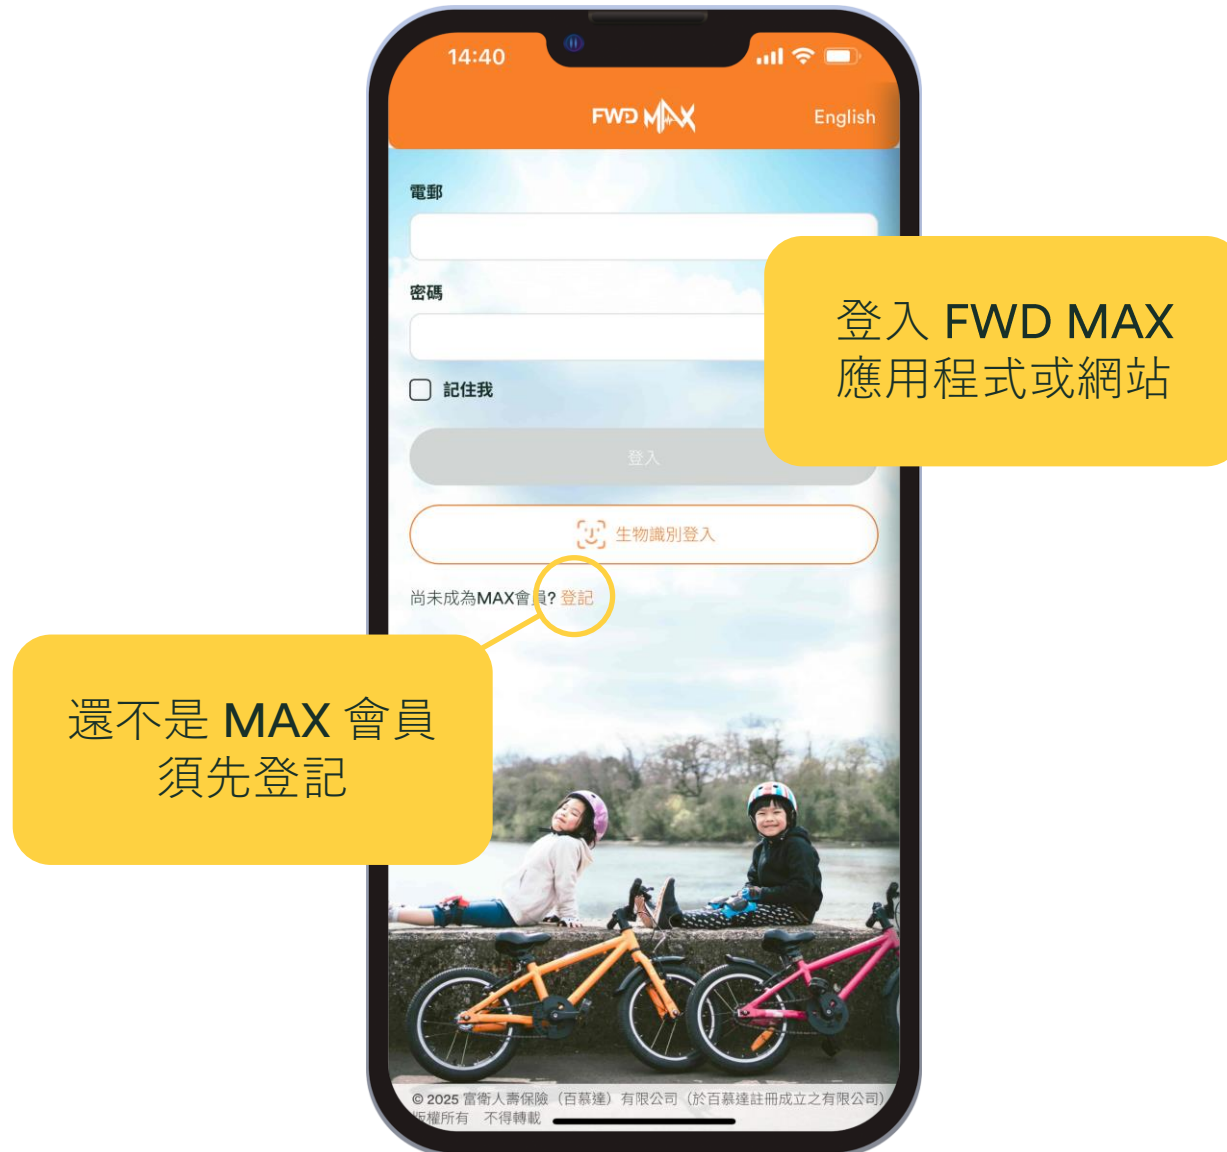 14:40
FWD MAX
English
電郵
密碼
登入 FWD MAX
應用程式或網站
記住我
登入
生物識別登入
尚未成為MAX會員? 登記
還不是 MAX 會員
須先登記
© 2025 富衛人壽保險（百慕達）有限公司（於百慕達註冊成立之有限公司）
版權所有 不得轉載